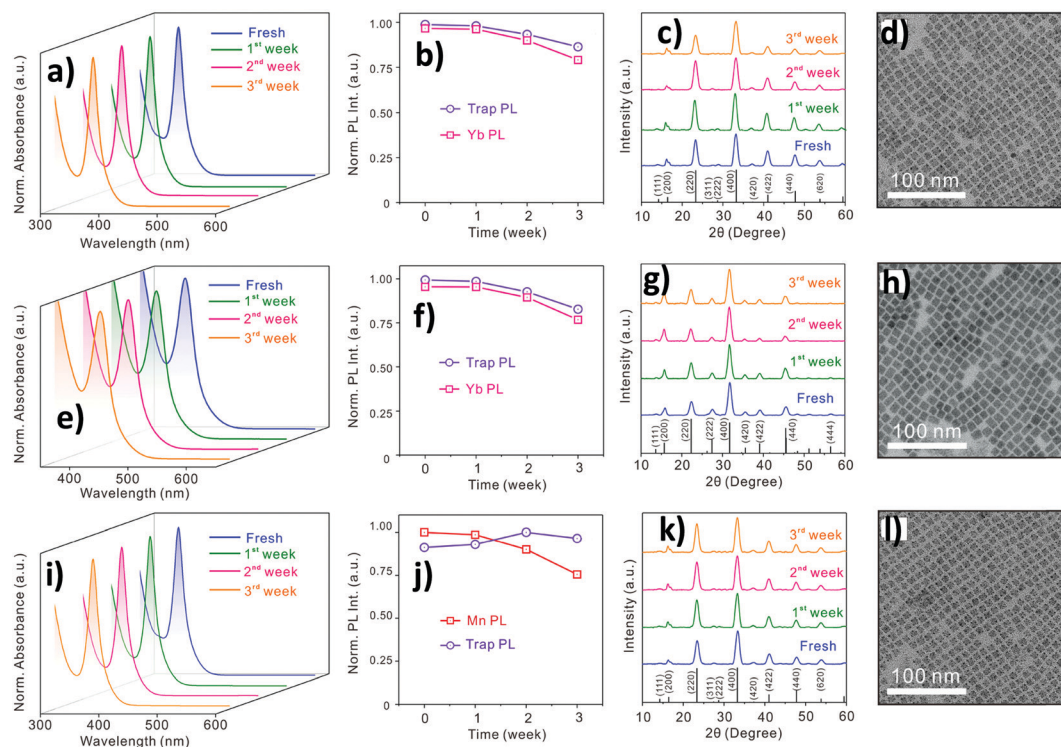 a)
Norm. Absorbance (a.u.)
Fresh
1st week
2nd week
3rd week
300 400 500 600
Wavelength (nm)
b)
Norm. PL Int. (a.u.)
1.00
0.75
0.25
0.00
Trap PL
Yb PL
0 1 2 3
Time (week)
c)
Intensity (a.u.)
3rd week
2nd week
1st week
Fresh
(111) (200) (220) (311) (222) (400) (420) (422) (440) (620)
10 20 30 40 50 60
2θ (Degree)
d)
100 nm
e)
Norm. Absorbance (a.u.)
Fresh
1st week
2nd week
3rd week
400 500 600
Wavelength (nm)
f)
Norm. PL Int. (a.u.)
1.00
0.75
0.25
0.00
Trap PL
Yb PL
0 1 2 3
Time (week)
g)
Intensity (a.u.)
3rd week
2nd week
1st week
Fresh
(111) (200) (220) (222) (400) (420) (422) (440) (444)
10 20 30 40 50 60
2θ (Degree)
h)
100 nm
i)
Norm. Absorbance (a.u.)
Fresh
1st week
2nd week
3rd week
300 400 500 600
Wavelength (nm)
j)
Norm. PL Int. (a.u.)
1.00
0.75
0.25
0.00
Mn PL
Trap PL
0 1 2 3
Time (week)
k)
Intensity (a.u.)
3rd week
2nd week
1st week
Fresh
(111) (200) (220) (311) (222) (400) (420) (422) (440) (620)
10 20 30 40 50 60
2θ (Degree)
l)
100 nm